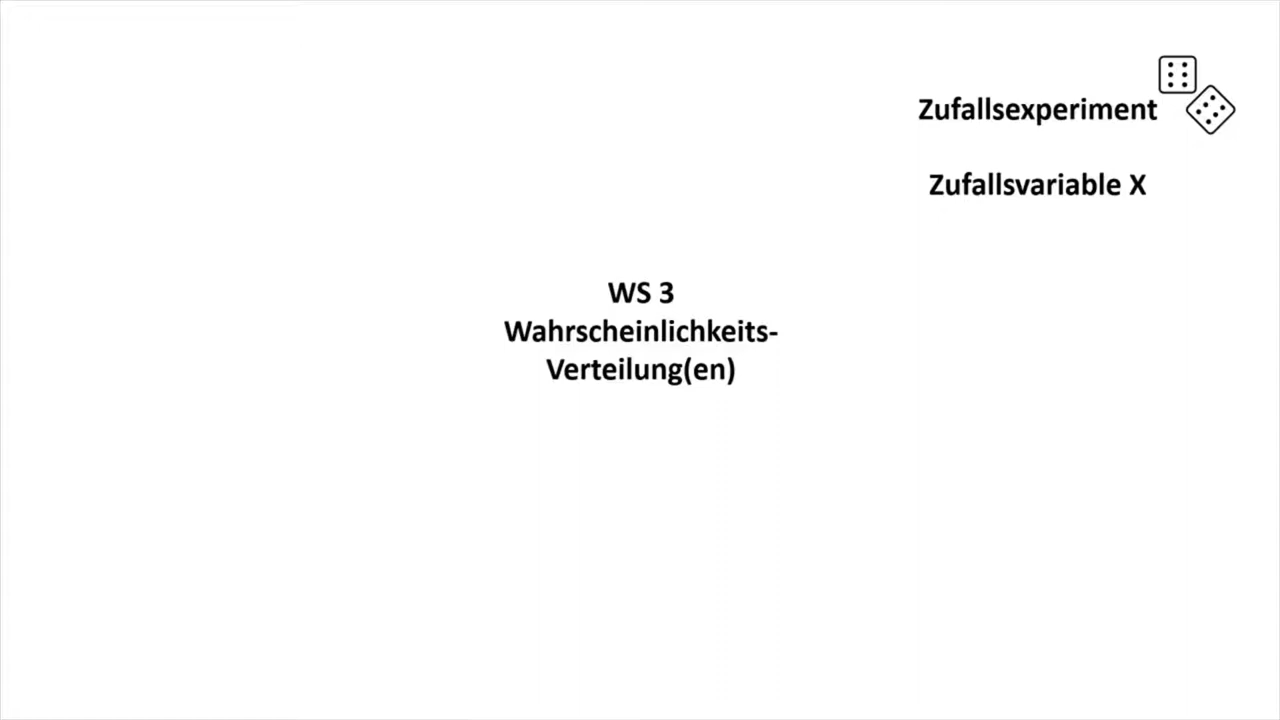 Zufallsexperiment
Zufallsvariable X
WS 3
Wahrscheinlichkeits-
Verteilung(en)